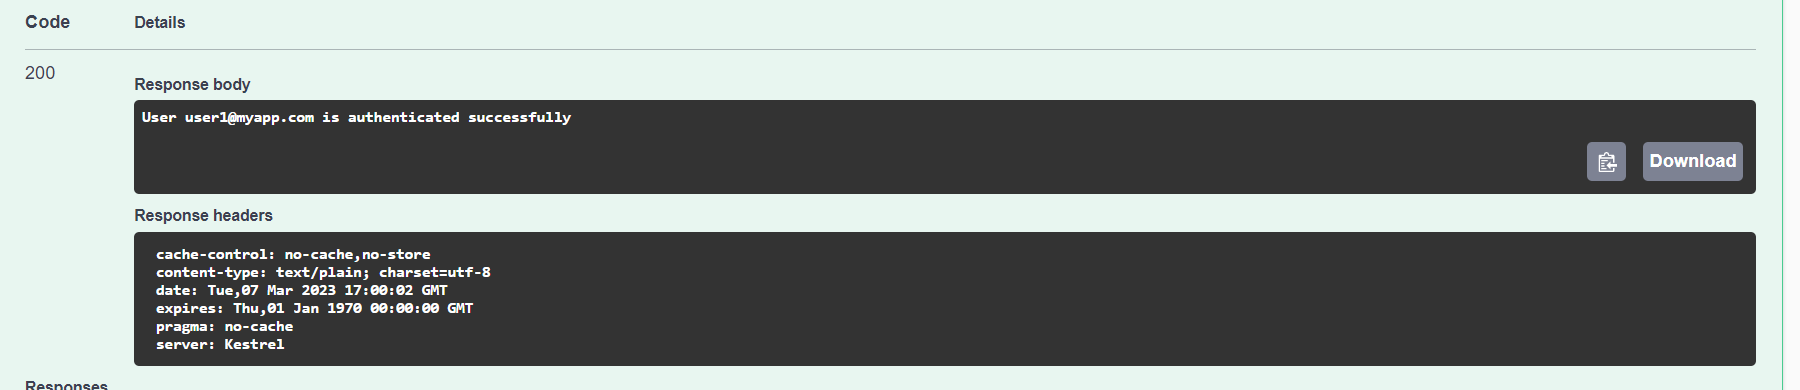 Code Details
200
Response body
User user1@myapp.com is authenticated successfully
Download
Response headers
cache-control: no-cache,no-store
content-type: text/plain; charset=utf-8
date: Tue,07 Mar 2023 17:00:02 GMT
expires: Thu,01 Jan 1970 00:00:00 GMT
pragma: no-cache
server: Kestrel
Responses